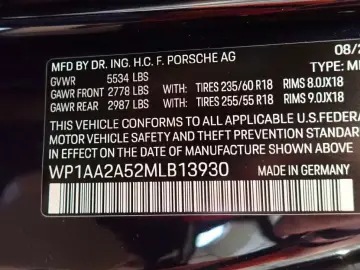 MFD BY DR. ING. H.C. F. PORSCHE AG 08/2
GVWR 5534 LBS TYPE: M
GAWR FRONT 2778 LBS WITH: TIRES 235/60 R18 RIMS 8.0JX18
GAWR REAR 2987 LBS WITH: TIRES 255/55 R18 RIMS 9.0JX18
THIS VEHICLE CONFORMS TO ALL APPLICABLE U.S.FEDERA
MOTOR VEHICLE SAFETY AND THEFT PREVENTION STANDAR
IN EFFECT ON THE DATE OF MANUFACTURE SHOWN ABOVE
WP1AA2A52MLB13930 MADE IN GERMANY